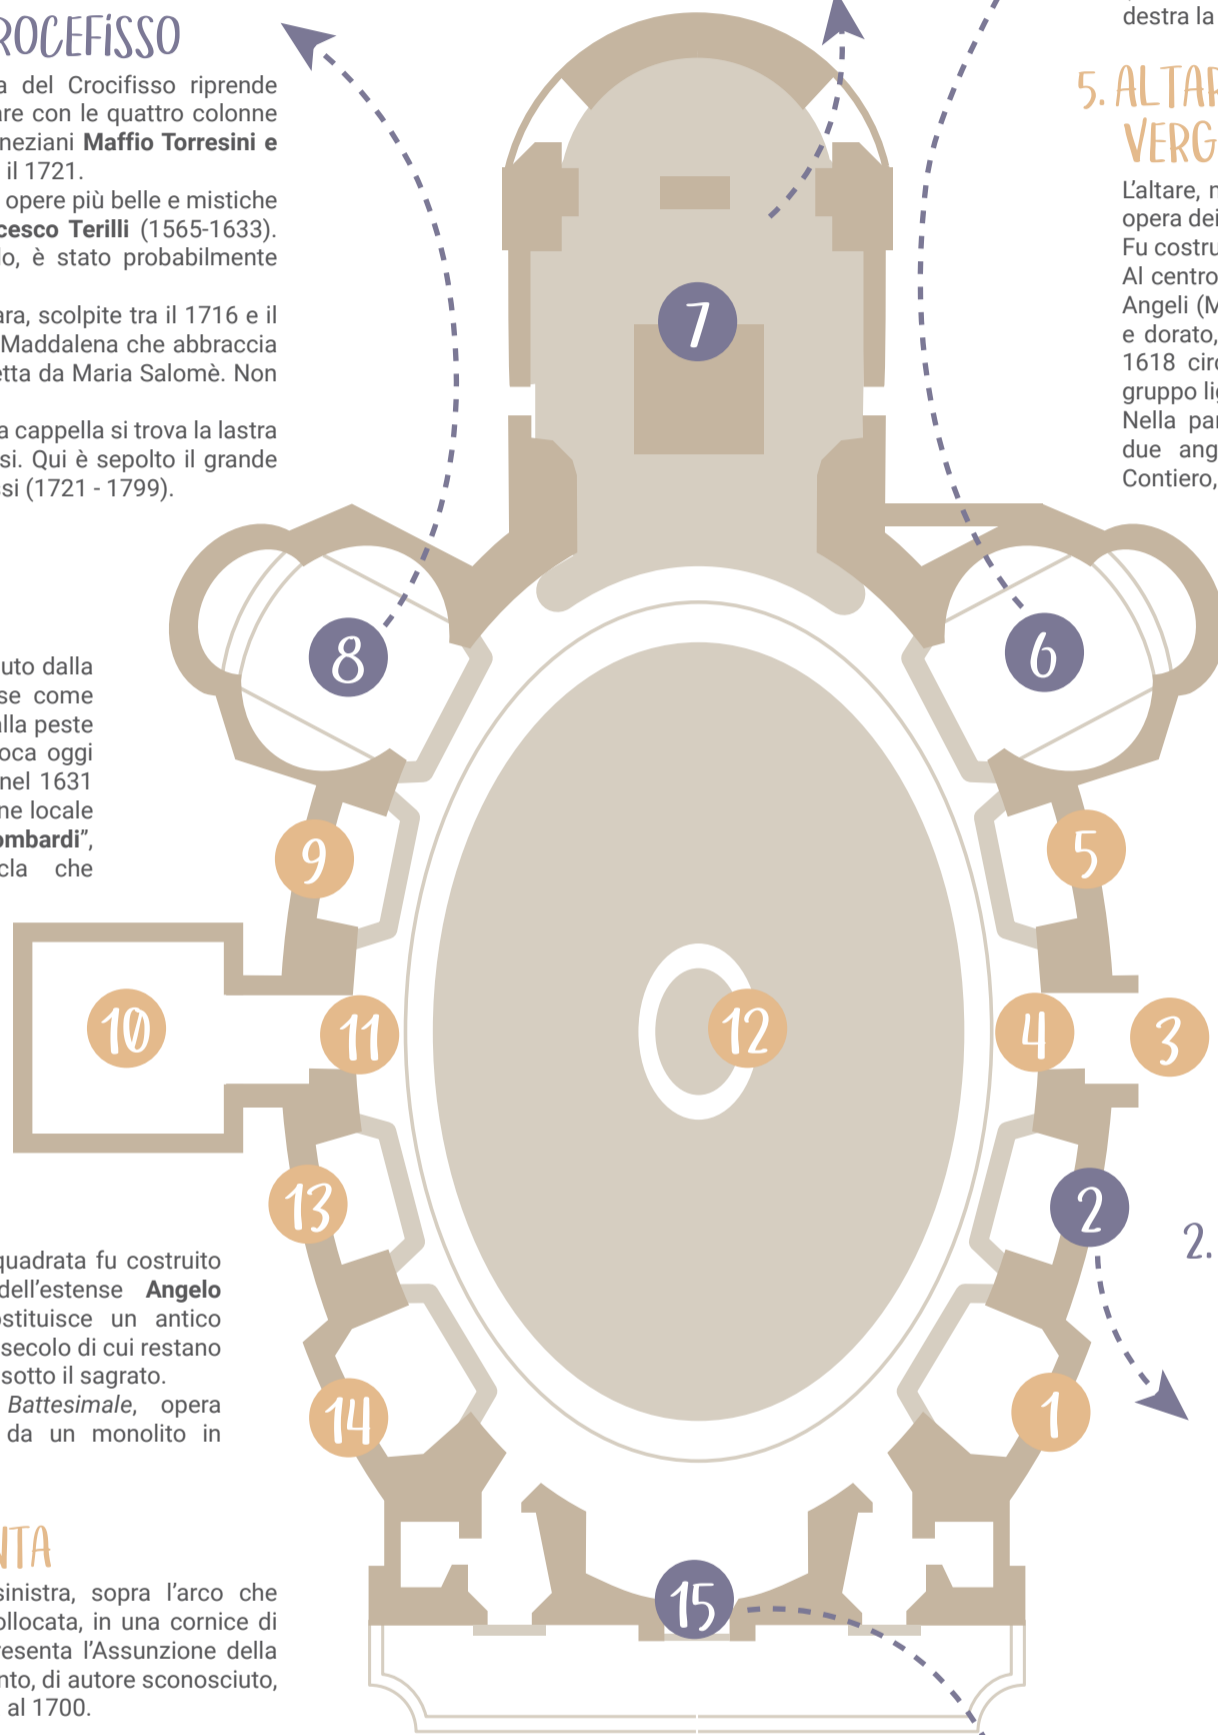 ROCEFISSO
a del Crocifisso riprende
are con le quattro colonne
neziani Maffio Torresini e
il 1721.
opere più belle e mistiche
cesco Terilli (1565-1633).
lo, è stato probabilmente
ara, scolpite tra il 1716 e il
Maddalena che abbraccia
etta da Maria Salomè. Non
a cappella si trova la lastra
si. Qui è sepolto il grande
ssi (1721 - 1799).
destra la
5. ALTAR
VERG
L'altare, n
opera dei
Fu costru
Al centro
Angeli (M
e dorato,
1618 circ
gruppo lig
Nella par
due ang
Contiero,
7
8
6
uto dalla
se come
alla peste
oca oggi
nel 1631
ne locale
ombardi",
cla che
9
5
10
11
12
4
3
13
2
2.
quadrata fu costruito
dell'estense Angelo
ostituisce un antico
secolo di cui restano
sotto il sagrato.
Battesimale, opera
da un monolito in
14
1
NTA
sinistra, sopra l'arco che
ollocata, in una cornice di
resenta l'Assunzione della
nto, di autore sconosciuto,
al 1700.
15